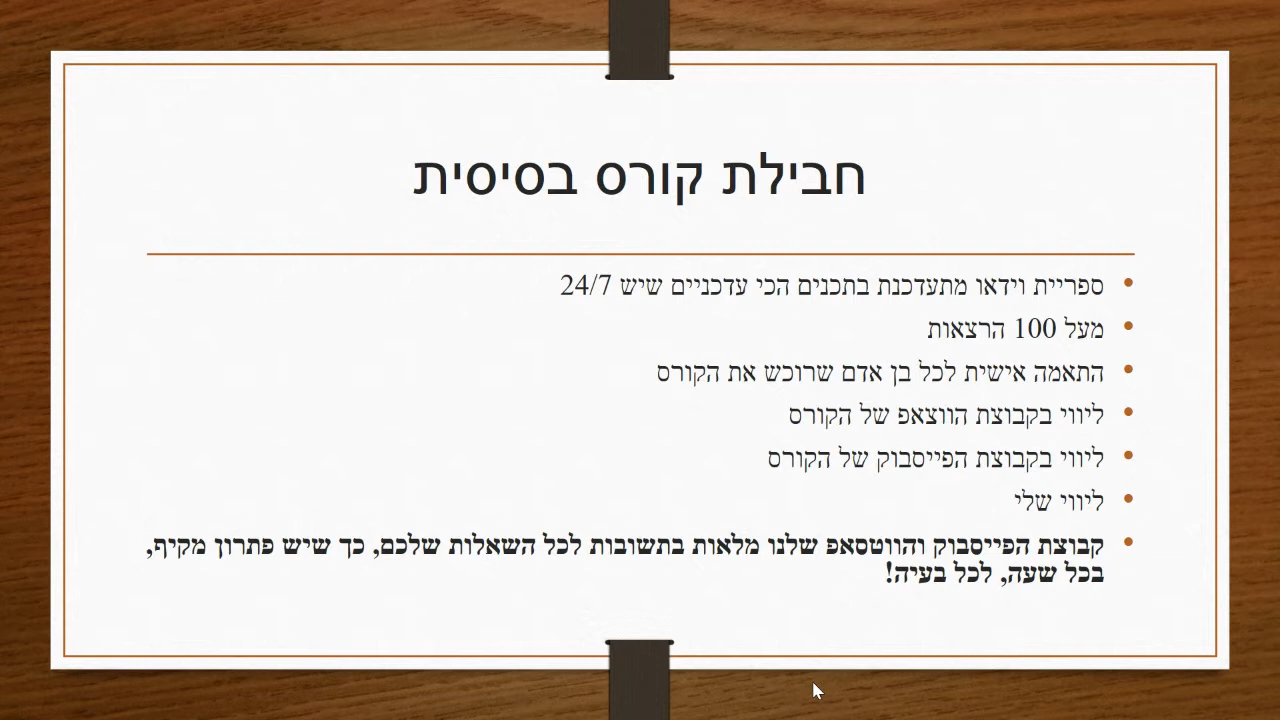 חבילת קורס בסיסית
• ספריית וידאו מתעדכנת בתכנים הכי עדכניים שיש 24/7
• מעל 100 הרצאות
• התאמה אישית לכל בן אדם שרוכש את הקורס
• ליווי בקבוצת הווצאפ של הקורס
• ליווי בקבוצת הפייסבוק של הקורס
• ליווי שלי
• קבוצת הפייסבוק והווטסאפ שלנו מלאות בתשובות לכל השאלות שלכם, כך שיש פתרון מקיף,
בכל שעה, לכל בעיה!